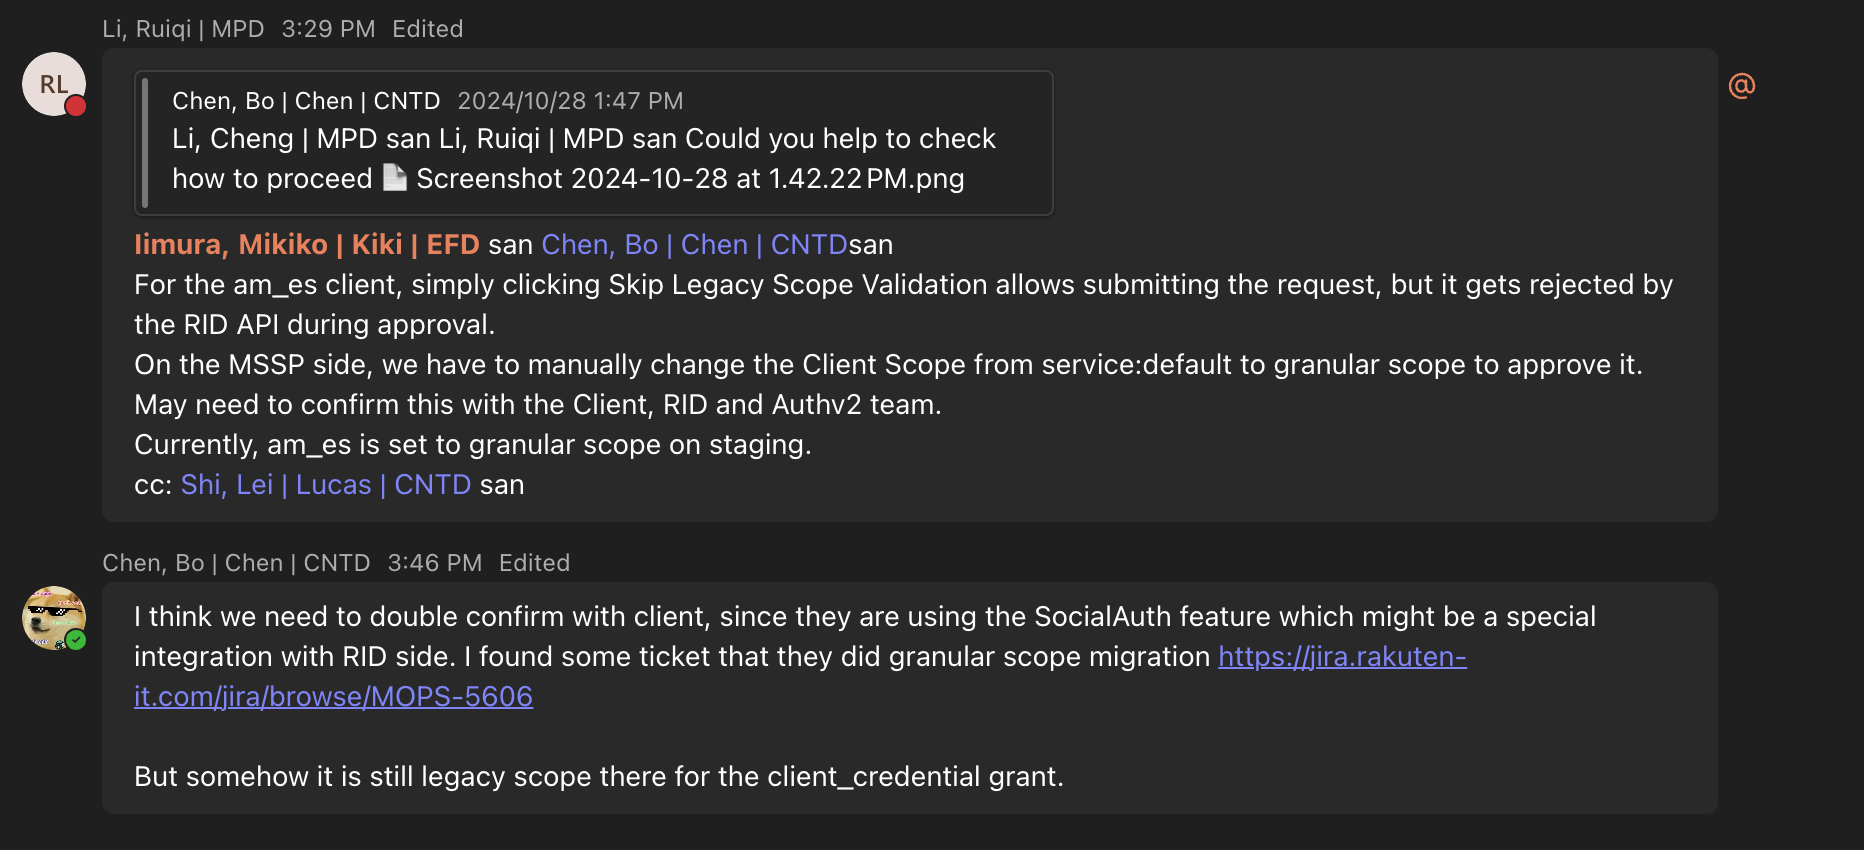 Li, Ruiqi | MPD 3:29 PM Edited
RL
Chen, Bo | Chen | CNTD 2024/10/28 1:47 PM
Li, Cheng | MPD san Li, Ruiqi | MPD san Could you help to check
how to proceed Screenshot 2024-10-28 at 1.42.22 PM.png
@
Iimura, Mikiko | Kiki | EFD san Chen, Bo | Chen | CNTDsan
For the am_es client, simply clicking Skip Legacy Scope Validation allows submitting the request, but it gets rejected by
the RID API during approval.
On the MSSP side, we have to manually change the Client Scope from service:default to granular scope to approve it.
May need to confirm this with the Client, RID and Authv2 team.
Currently, am_es is set to granular scope on staging.
cc: Shi, Lei | Lucas | CNTD san
Chen, Bo | Chen | CNTD 3:46 PM Edited
I think we need to double confirm with client, since they are using the SocialAuth feature which might be a special
integration with RID side. I found some ticket that they did granular scope migration https://jira.rakuten-
it.com/jira/browse/MOPS-5606
But somehow it is still legacy scope there for the client_credential grant.